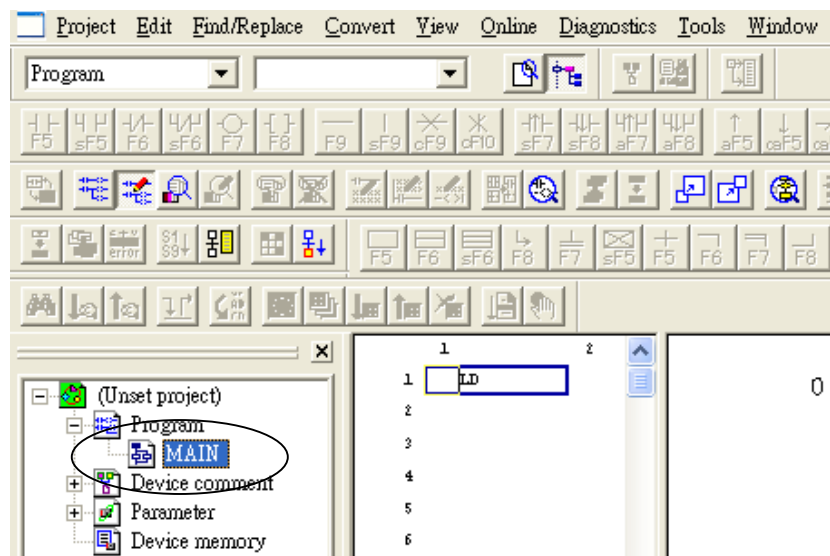 Project Edit Find/Replace Convert View Online Diagnostics Tools Window
Program
F5 sF5 F6 sF6 F7 F8 F9 sF9 cF9 cF10 sF7 sF8 aF7 aF8 aF5 caF5
error S1 S9 F5 F6 sF6 F8 F7 sF5 F5 F6 F7 F8
1 2
1 LD
2
3
4
5
6
0
(Unset project)
Program
MAIN
Device comment
Parameter
Device memory